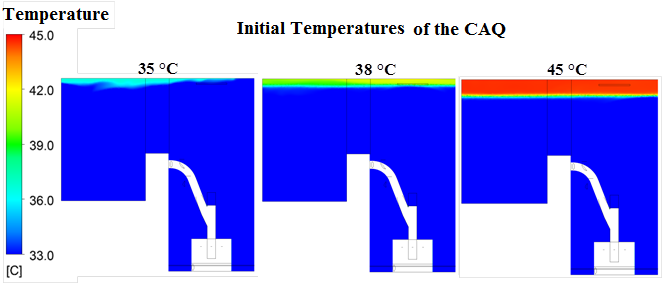 Temperature
Initial Temperatures of the CAQ
35 °C
38 °C
45 °C
45.0
42.0
39.0
36.0
33.0
[C]